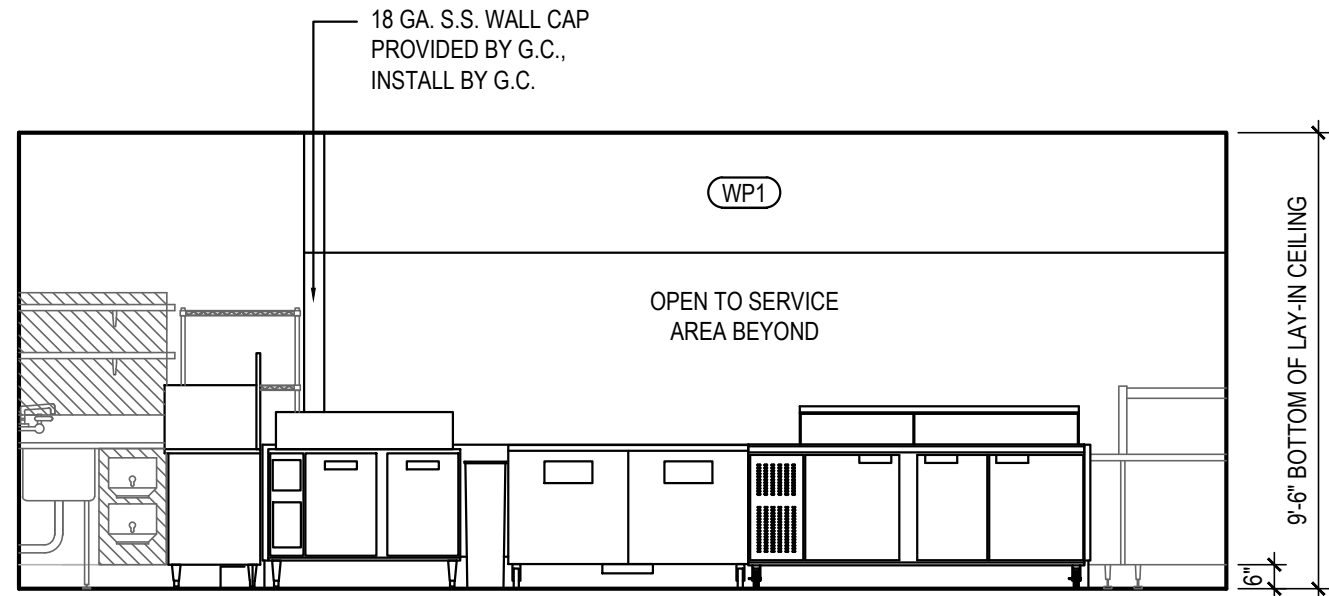 18 GA. S.S. WALL CAP
PROVIDED BY G.C.,
INSTALL BY G.C.
WP1
OPEN TO SERVICE
AREA BEYOND
9'-6" BOTTOM OF LAY-IN CEILING
6"